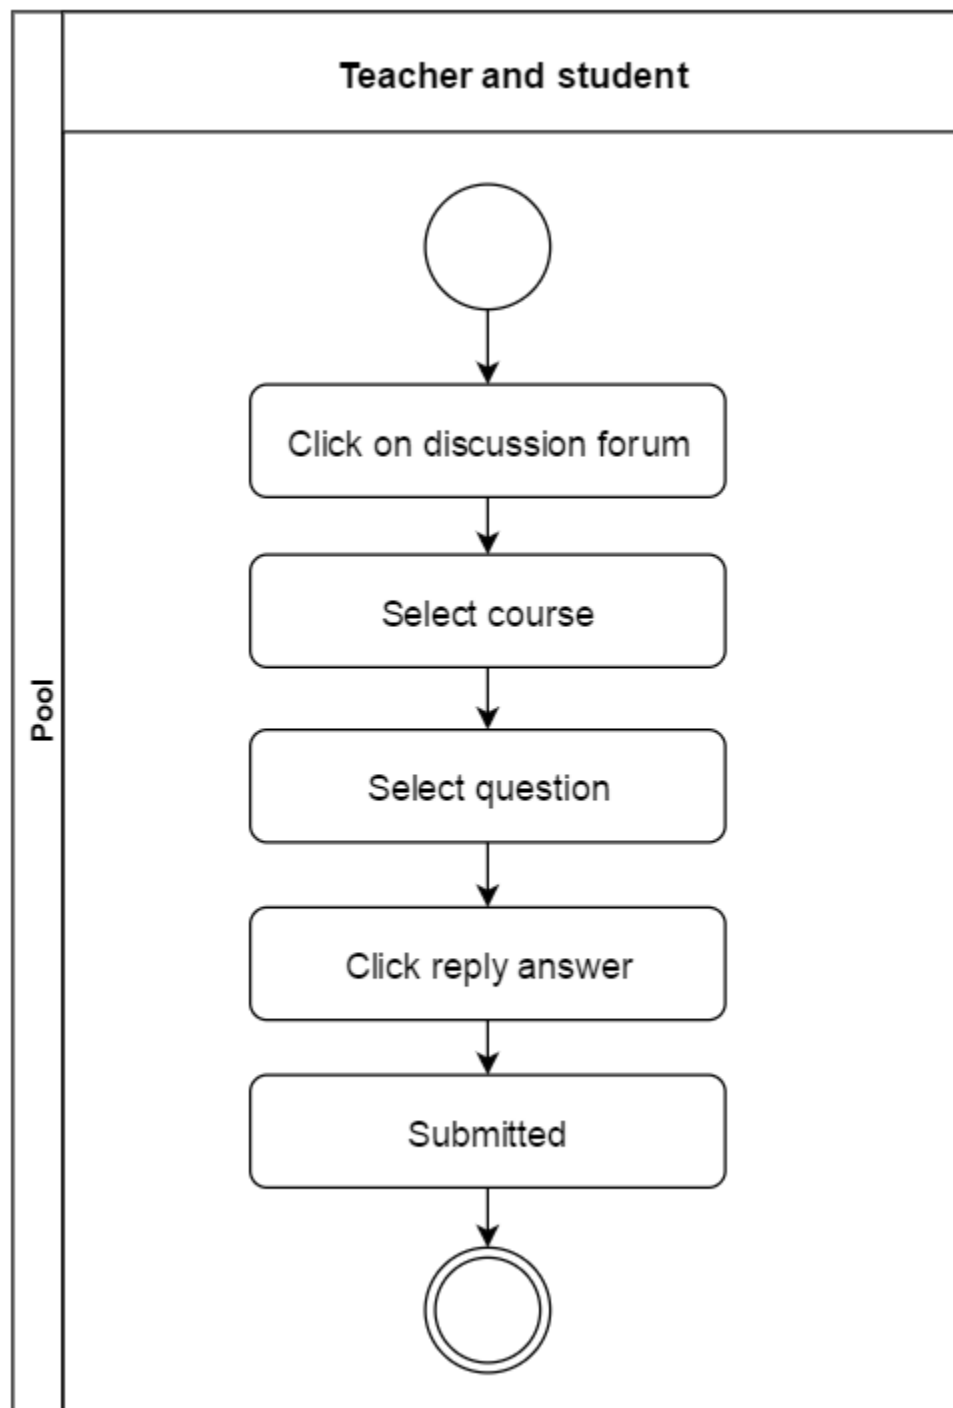 Teacher and student
Pool
Click on discussion forum
Select course
Select question
Click reply answer
Submitted